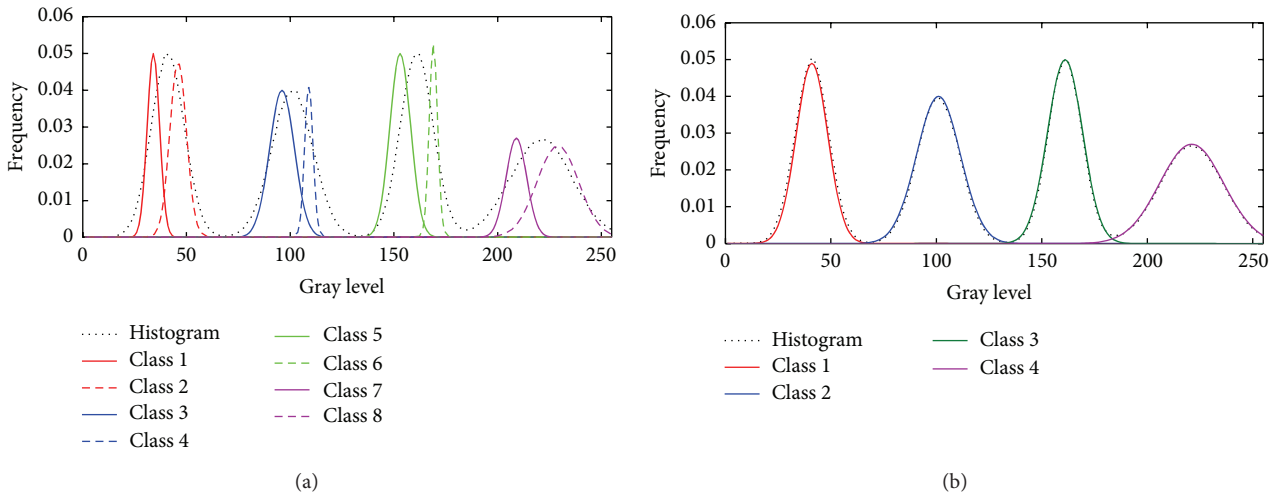 0.06
0.05
0.04
0.03
0.02
0.01
0
Frequency
0 50 100 150 200 250
Gray level
Histogram
Class 1
Class 2
Class 3
Class 4
Class 5
Class 6
Class 7
Class 8
(a)
0.06
0.05
0.04
0.03
0.02
0.01
0
Frequency
0 50 100 150 200 250
Gray level
Histogram
Class 1
Class 2
Class 3
Class 4
(b)